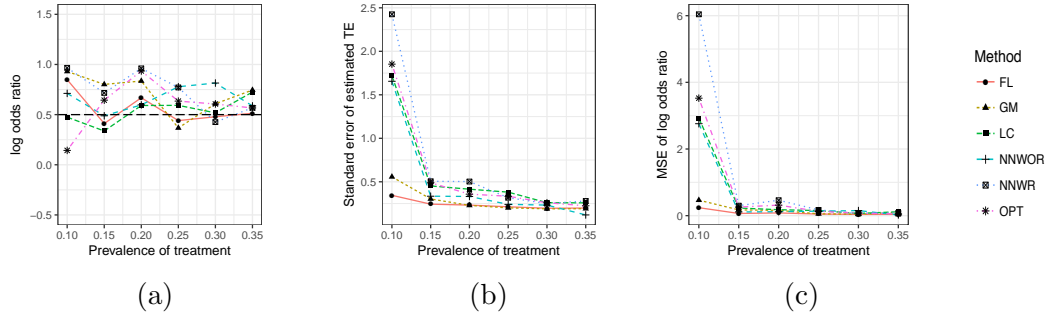 1.5
1.0
0.5
0.0
−0.5
log odds ratio
0.10 0.15 0.20 0.25 0.30 0.35
Prevalence of treatment
(a)
2.5
2.0
1.5
1.0
0.5
Standard error of estimated TE
0.10 0.15 0.20 0.25 0.30 0.35
Prevalence of treatment
(b)
6
4
2
0
MSE of log odds ratio
0.10 0.15 0.20 0.25 0.30 0.35
Prevalence of treatment
(c)
Method
FL
GM
LC
NNWOR
NNWR
OPT